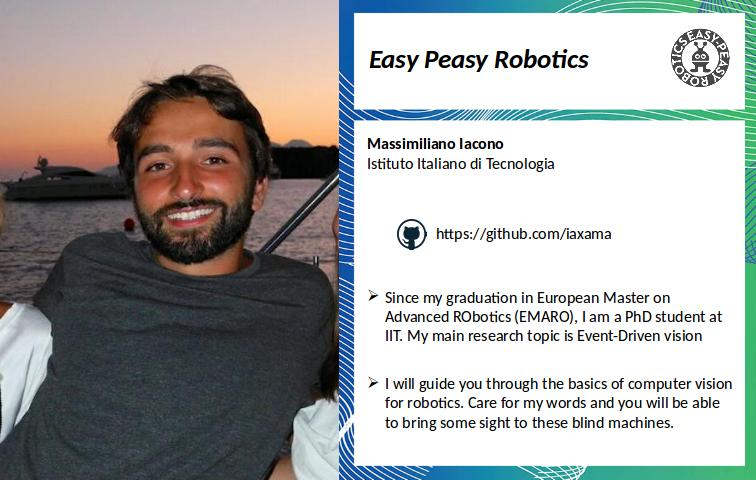 Easy Peasy Robotics
EASY-PEASY ROBOTICS
Massimiliano Iacono
Istituto Italiano di Tecnologia
https://github.com/iaxama
➢ Since my graduation in European Master on
Advanced RObotics (EMARO), I am a PhD student at
IIT. My main research topic is Event-Driven vision
➢ I will guide you through the basics of computer vision
for robotics. Care for my words and you will be able
to bring some sight to these blind machines.